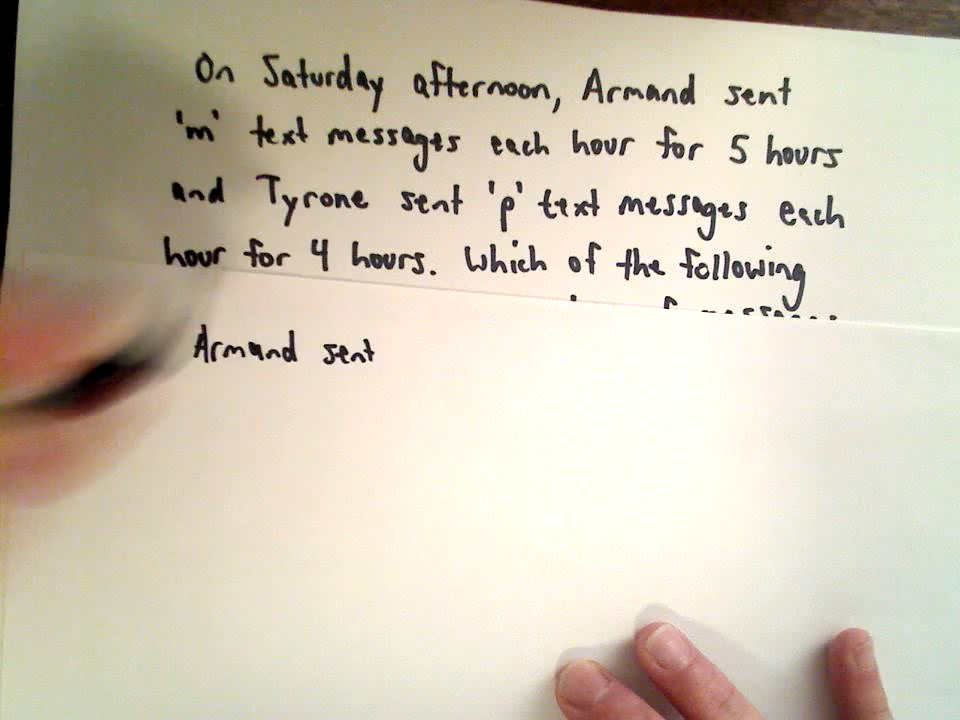 On Saturday afternoon, Armand sent
'm' text messages each hour for 5 hours
and Tyrone sent 'p' text messages each
hour for 4 hours. Which of the following
Armand sent